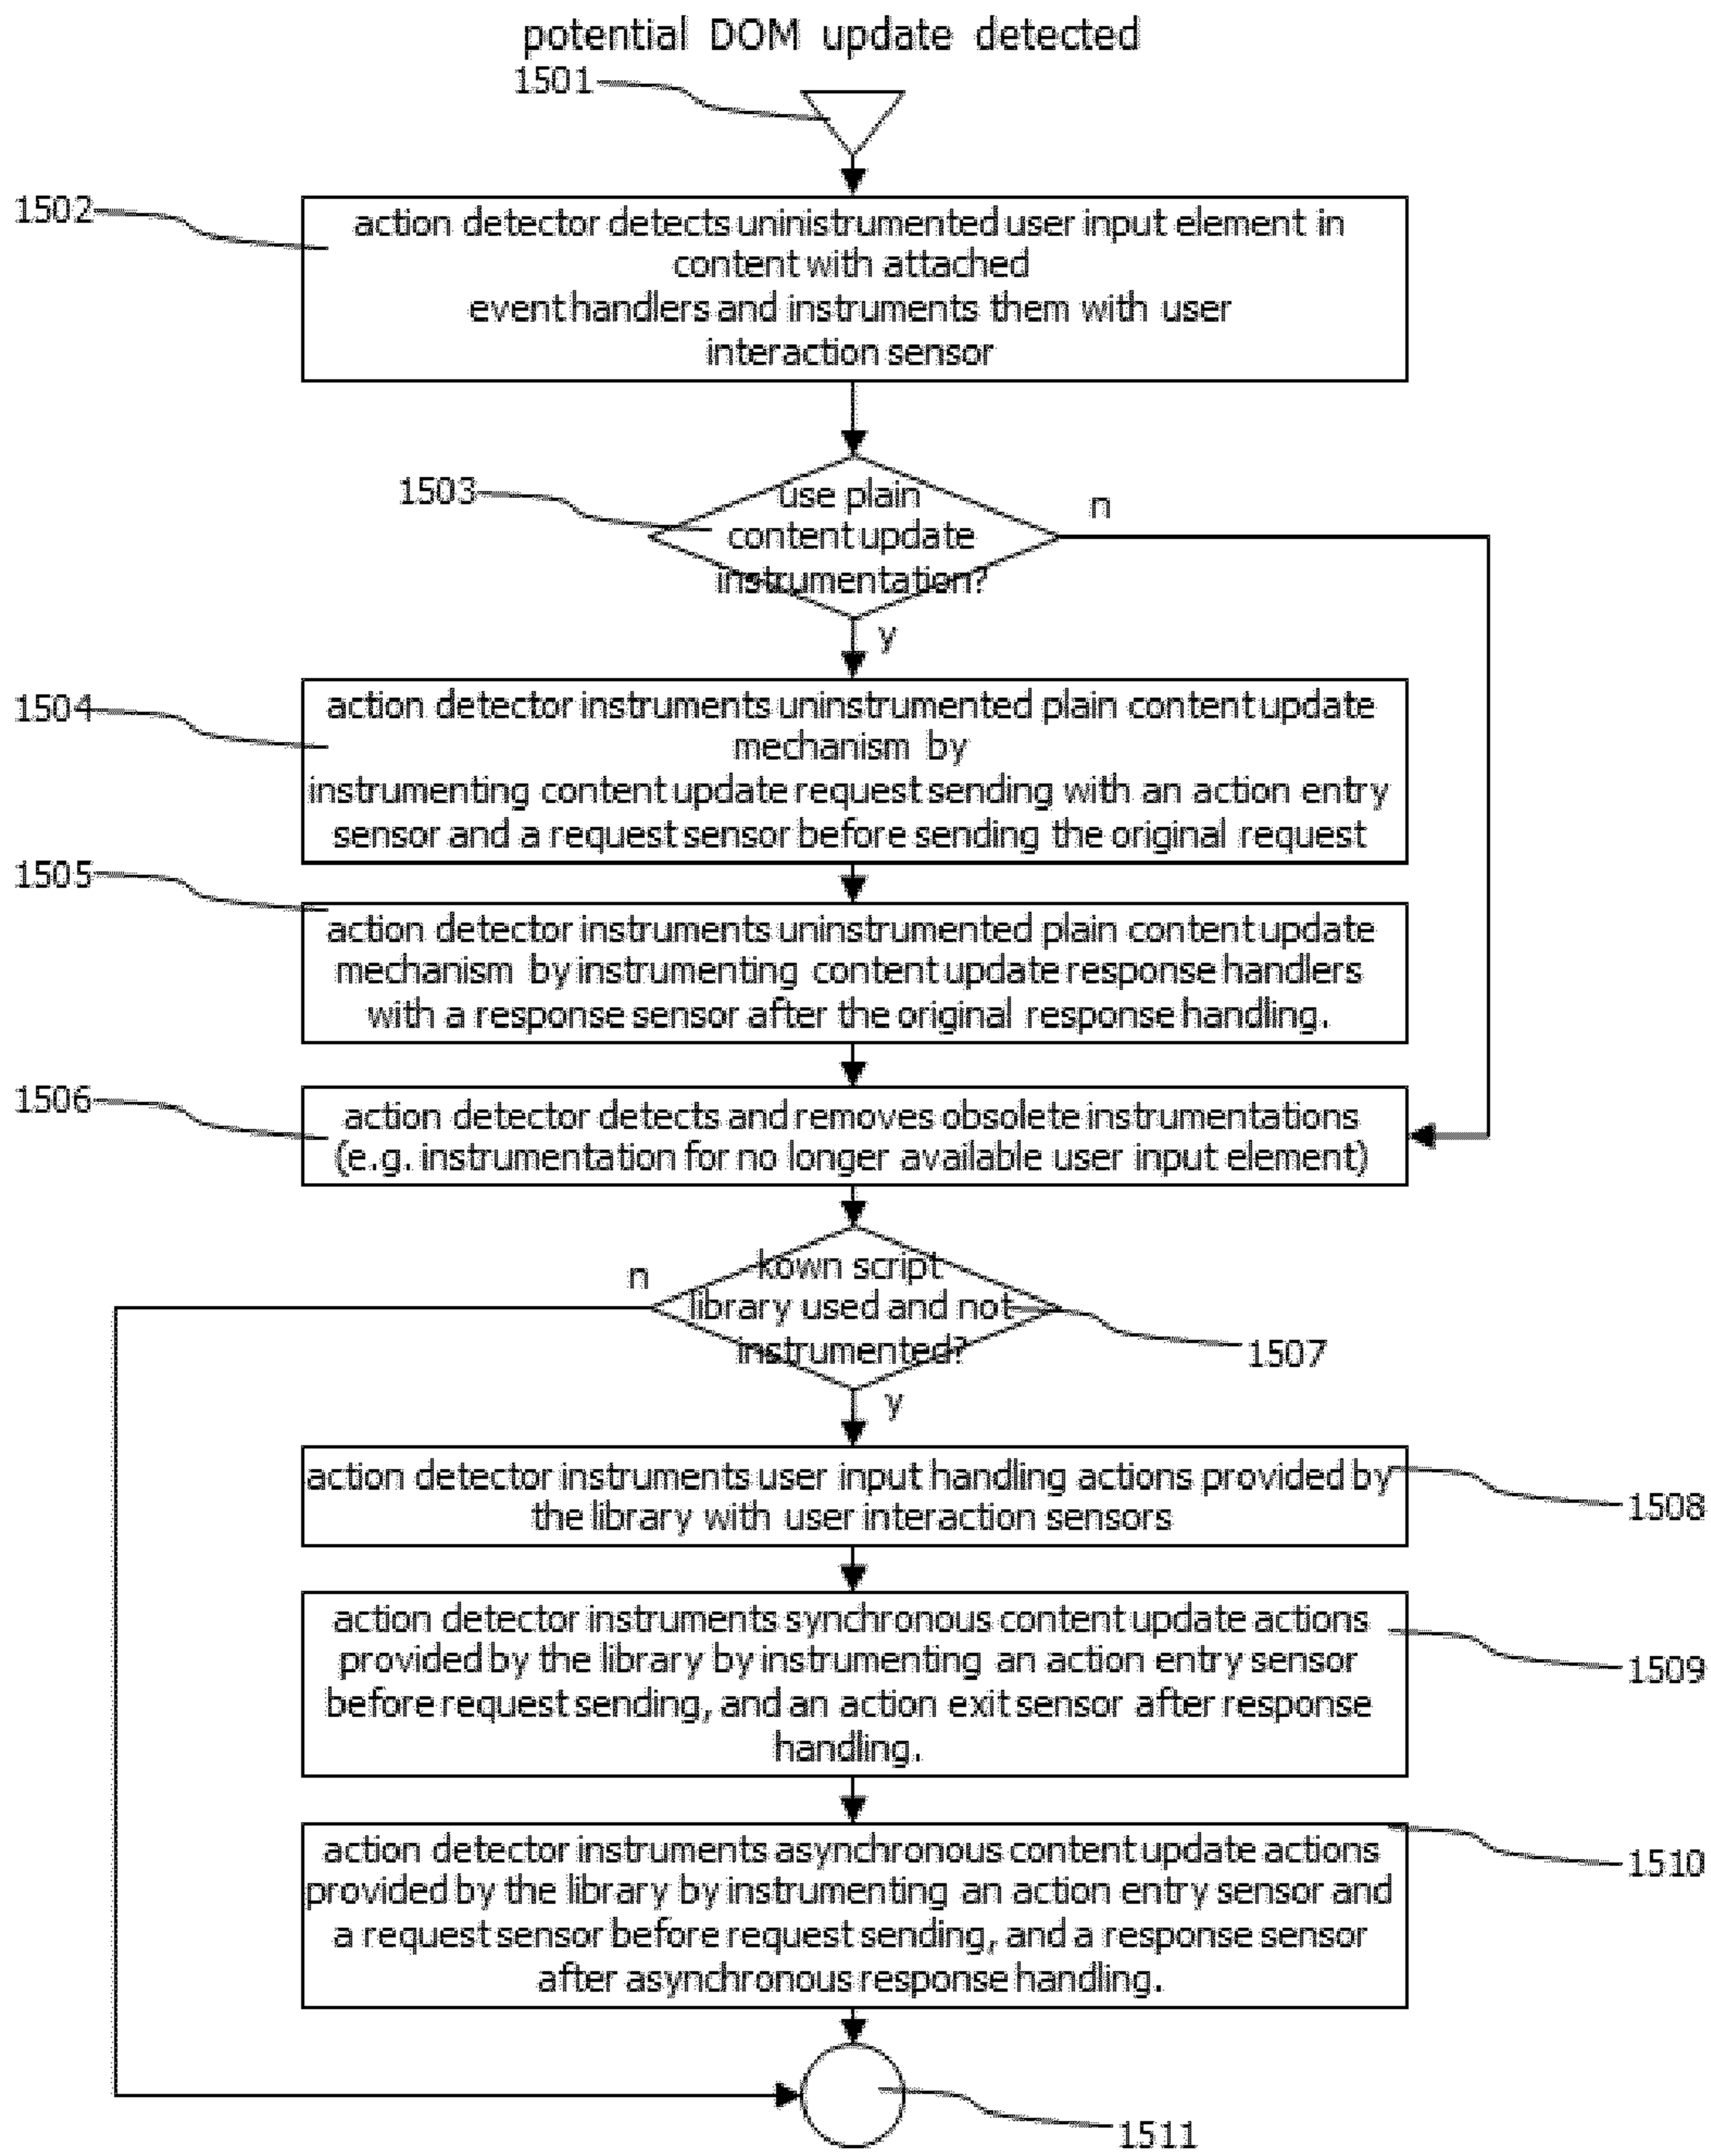 potential DOM update detected
1501
1502
action detector detects uninistrumented user input element in
content with attached
event handlers and instruments them with user
interaction sensor
1503
use plain
content update
instrumentation?
n
y
1504
action detector instruments uninstrumented plain content update
mechanism by
instrumenting content update request sending with an action entry
sensor and a request sensor before sending the original request
1505
action detector instruments uninstrumented plain content update
mechanism by instrumenting content update response handlers
with a response sensor after the original response handling.
1506
action detector detects and removes obsolete instrumentations
(e.g. instrumentation for no longer available user input element)
n
kown script
library used and not
instrumented?
1507
y
action detector instruments user input handling actions provided by
the library with user interaction sensors
1508
action detector instruments synchronous content update actions
provided by the library by instrumenting an action entry sensor
before request sending, and an action exit sensor after response
handling.
1509
action detector instruments asynchronous content update actions
provided by the library by instrumenting an action entry sensor and
a request sensor before request sending, and a response sensor
after asynchronous response handling.
1510
1511